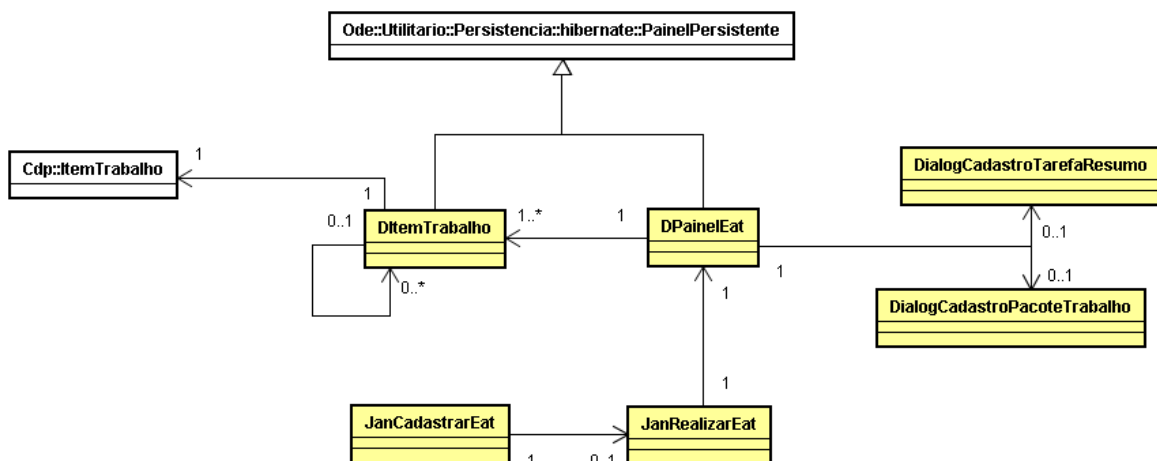 Ode::Utilitario::Persistencia::hibernate::PainelPersistente
Cdp::ItemTrabalho
1
DialogCadastroTarefaResumo
1
0..1
DItemTrabalho
1..*
1
DPainelEat
0..1
1
0..*
0..1
1
DialogCadastroPacoteTrabalho
1
JanCadastrarEat
JanRealizarEat
1
0..1